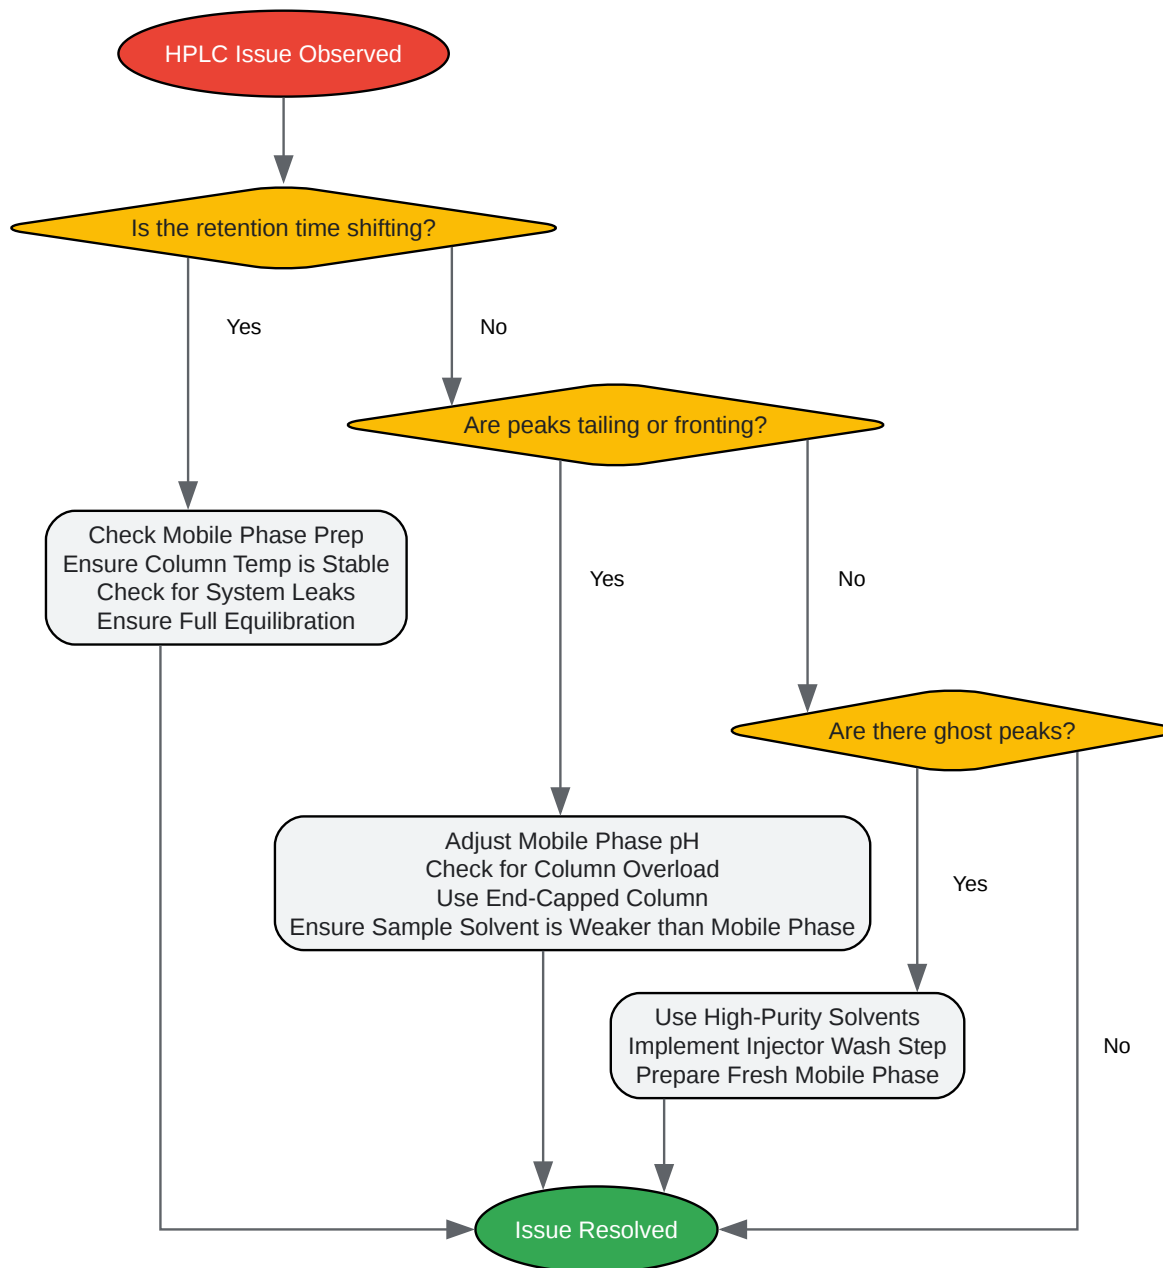 HPLC Issue Observed
Is the retention time shifting?
Yes
No
Are peaks tailing or fronting?
Check Mobile Phase Prep
Ensure Column Temp is Stable
Check for System Leaks
Ensure Full Equilibration
Yes
No
Are there ghost peaks?
Adjust Mobile Phase pH
Check for Column Overload
Use End-Capped Column
Ensure Sample Solvent is Weaker than Mobile Phase
Yes
Use High-Purity Solvents
Implement Injector Wash Step
Prepare Fresh Mobile Phase
No
Issue Resolved